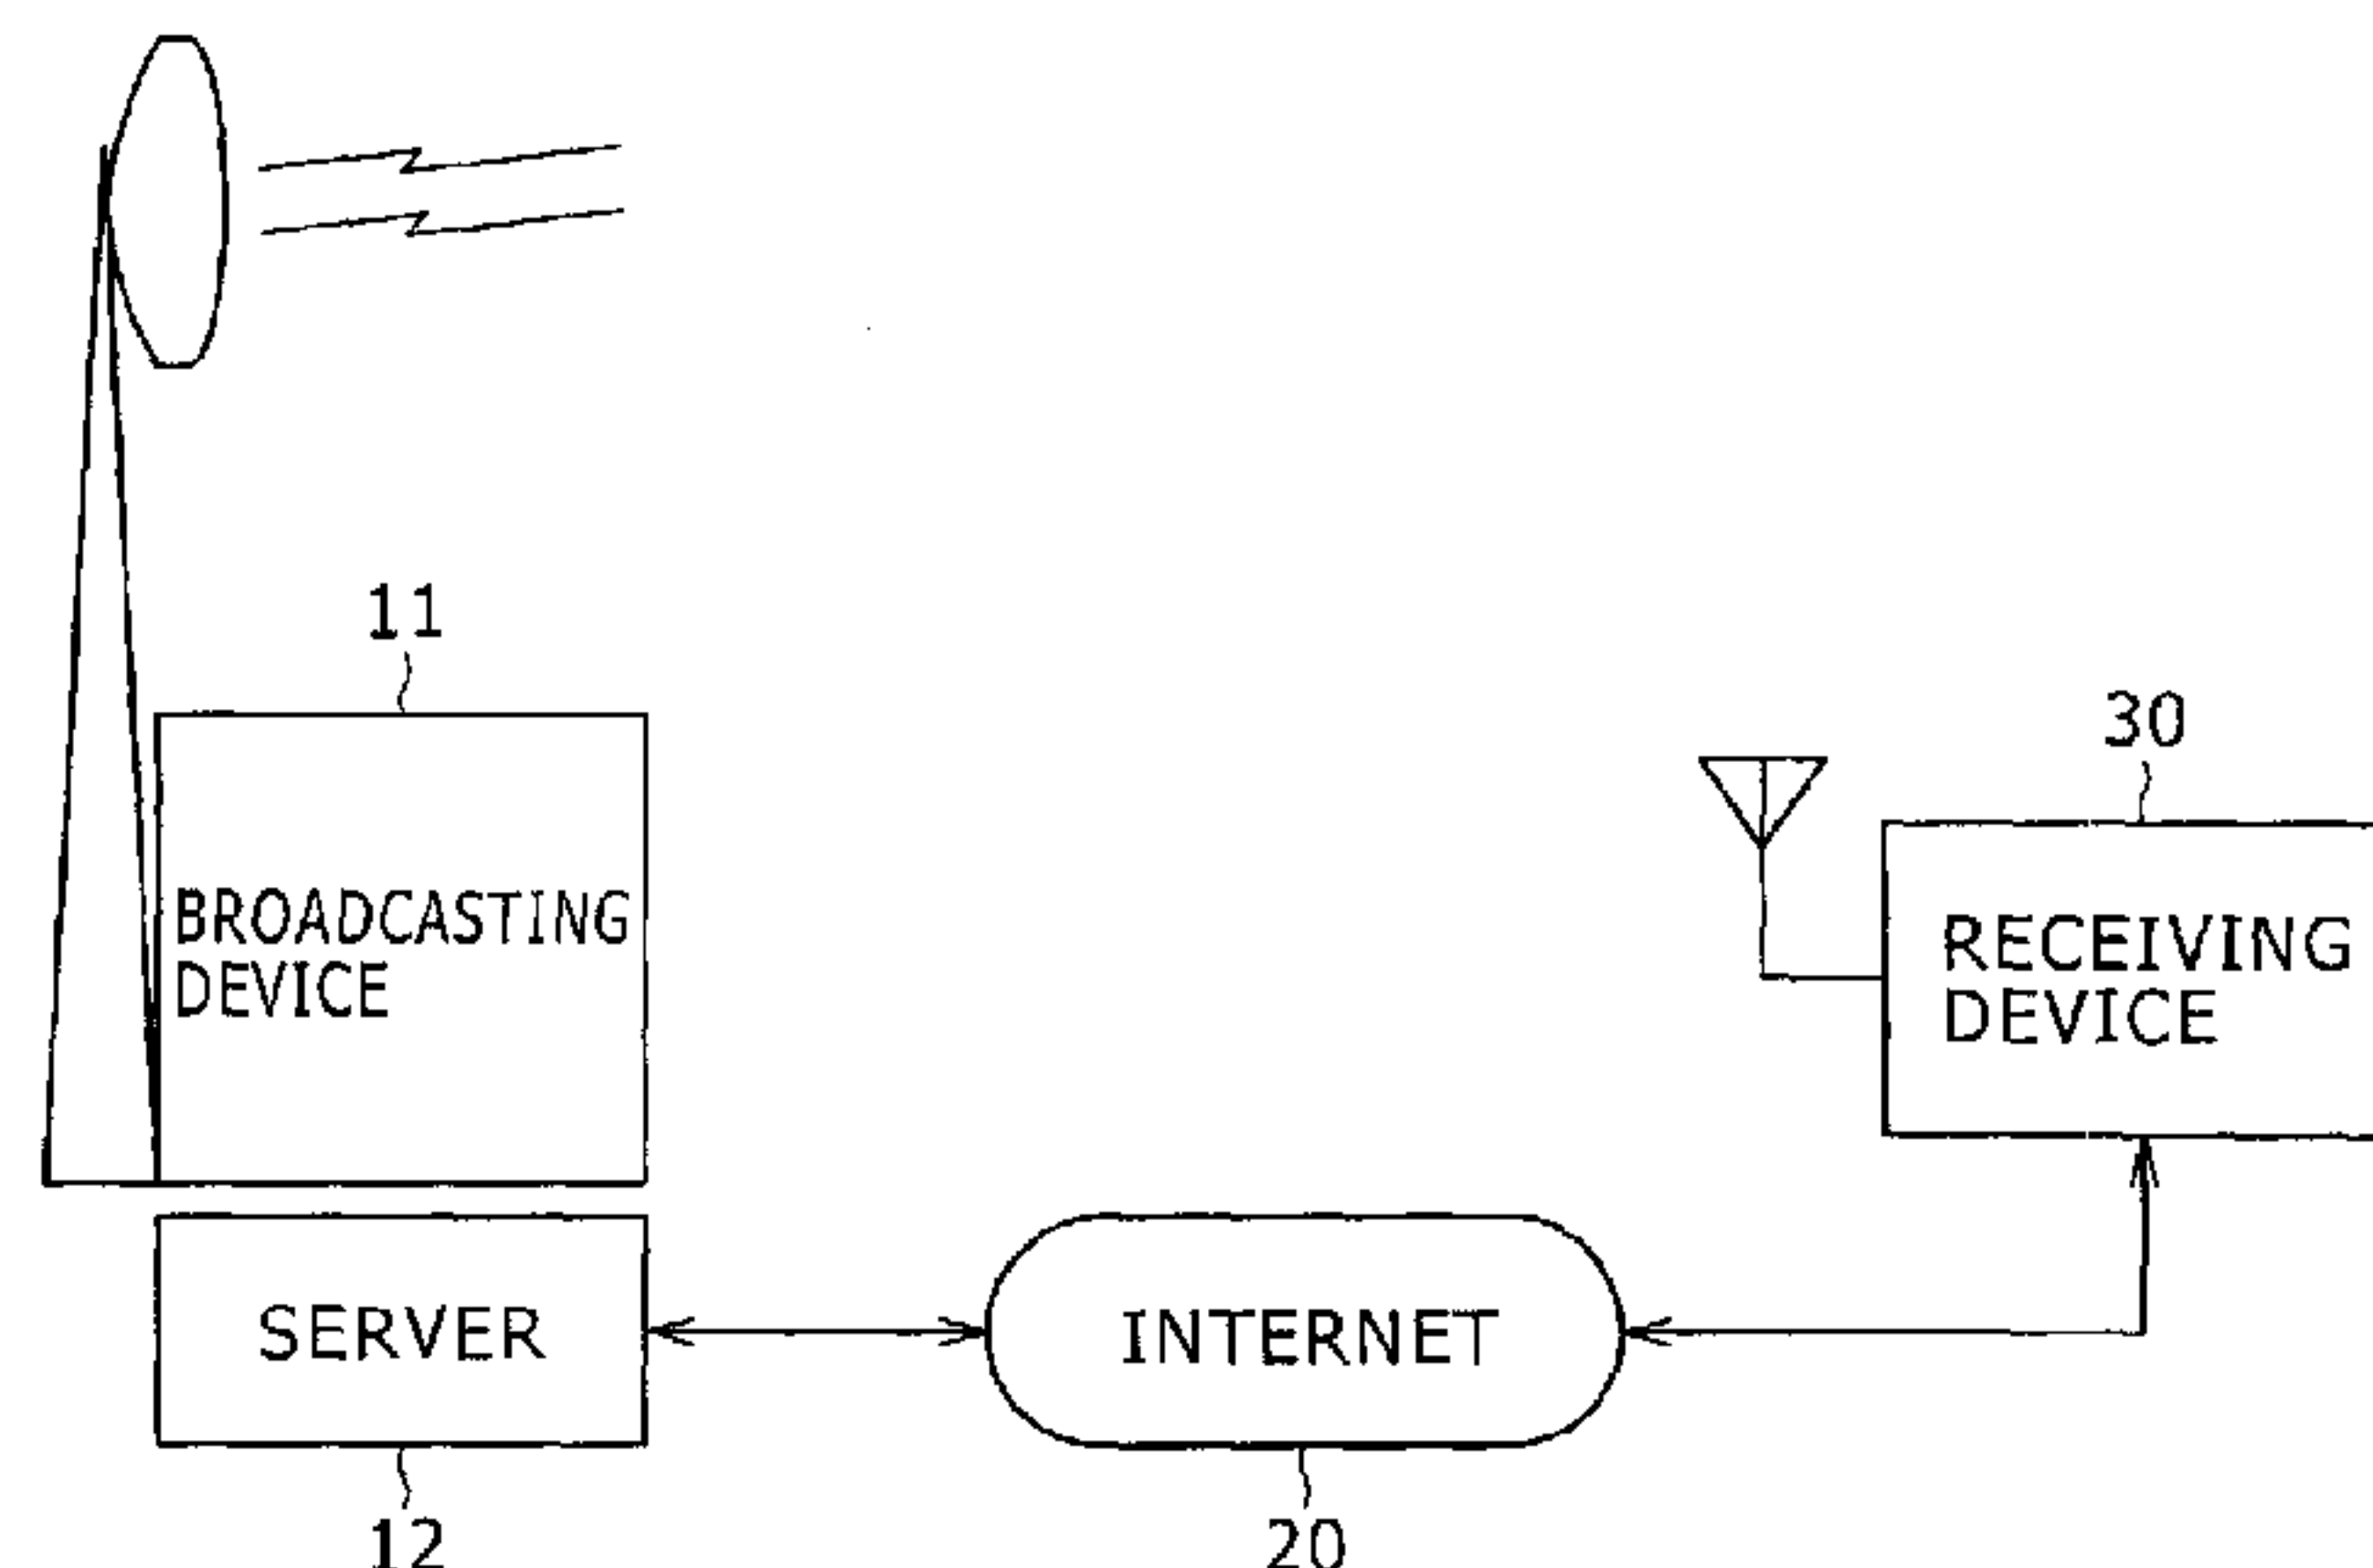 11
30
BROADCASTING
DEVICE
RECEIVING
DEVICE
SERVER
INTERNET
12
20